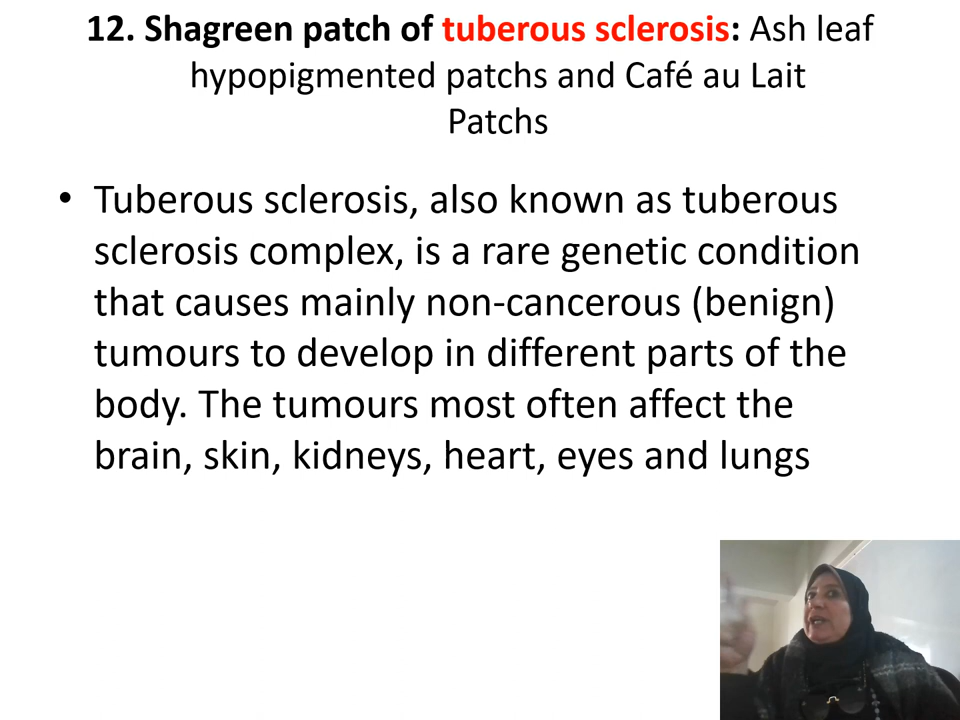 12. Shagreen patch of tuberous sclerosis: Ash leaf
hypopigmented patchs and Café au Lait
Patchs
• Tuberous sclerosis, also known as tuberous
sclerosis complex, is a rare genetic condition
that causes mainly non-cancerous (benign)
tumours to develop in different parts of the
body. The tumours most often affect the
brain, skin, kidneys, heart, eyes and lungs